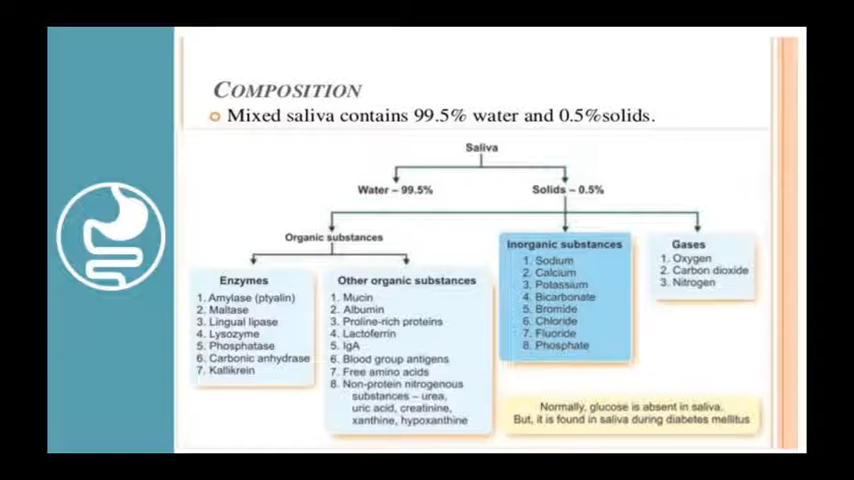 COMPOSITION
Mixed saliva contains 99.5% water and 0.5%solids.
Saliva
Water – 99.5%
Solids – 0.5%
Organic substances
Enzymes
1. Amylase (ptyalin)
2. Maltase
3. Lingual lipase
4. Lysozyme
5. Phosphatase
6. Carbonic anhydrase
7. Kallikrein
Other organic substances
1. Mucin
2. Albumin
3. Proline-rich proteins
4. Lactoferrin
5. IgA
6. Blood group antigens
7. Free amino acids
8. Non-protein nitrogenous
substances – urea,
uric acid, creatinine,
xanthine, hypoxanthine
Inorganic substances
1. Sodium
2. Calcium
3. Potassium
4. Bicarbonate
5. Bromide
6. Chloride
7. Fluoride
8. Phosphate
Gases
1. Oxygen
2. Carbon dioxide
3. Nitrogen
Normally, glucose is absent in saliva.
But, it is found in saliva during diabetes mellitus